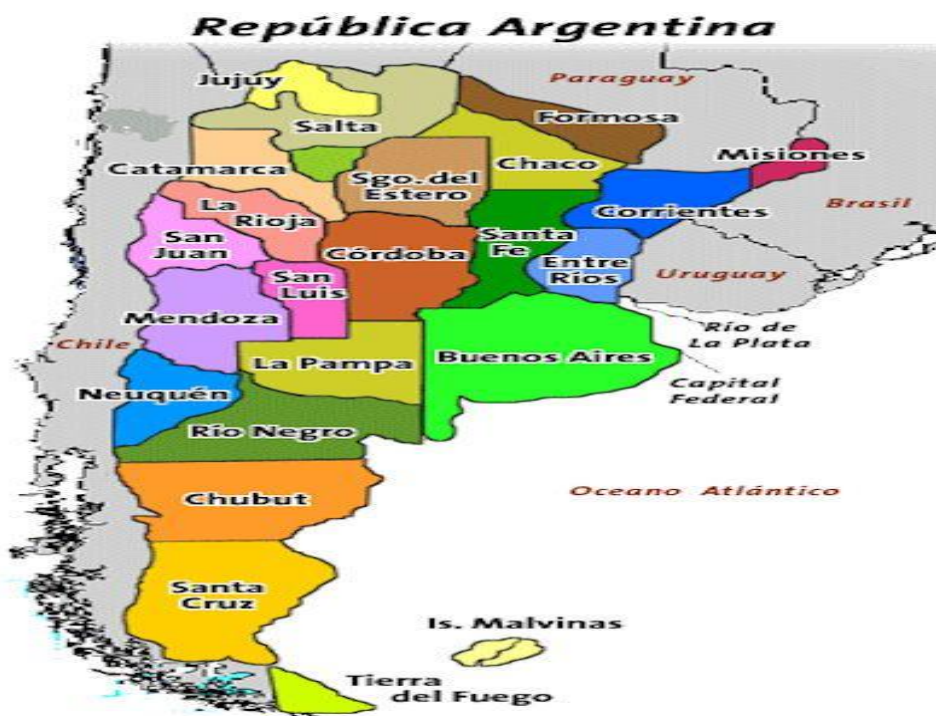 República Argentina
Jujuy
Paraguay
Salta
Formosa
Catamarca
Chaco
Misiones
Sgo. del
Estero
La
Rioja
Corrientes
Brasil
San
Juan
Córdoba
Santa
Fe
Entre
Ríos
Uruguay
San
Luis
Mendoza
Chile
Río de
La Plata
La Pampa
Buenos Aires
Capital
Federal
Neuquén
Río Negro
Chubut
Oceano Atlántico
Santa
Cruz
Is. Malvinas
Tierra
del Fuego